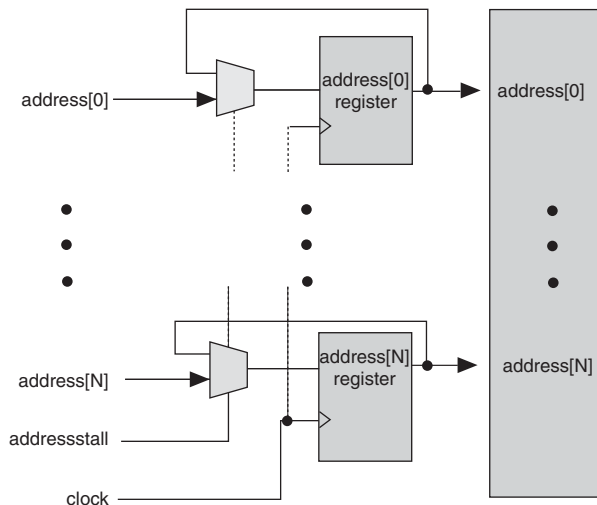 address[0]
address[0]
register
address[0]
address[N]
address[N]
register
address[N]
addressstall
clock